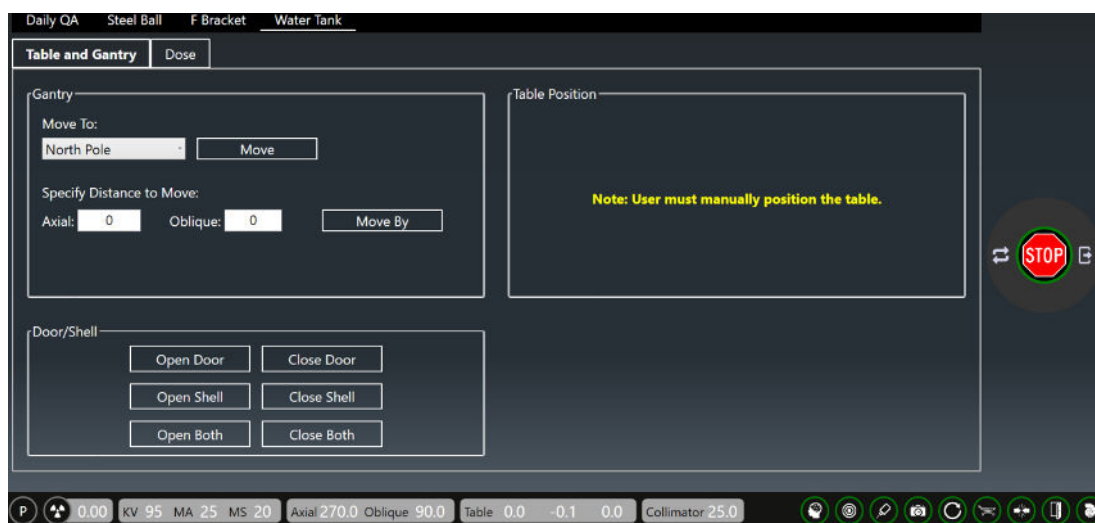 Daily QA Steel Ball F Bracket Water Tank
Table and Gantry Dose
Gantry
Move To:
North Pole Move
Specify Distance to Move:
Axial: 0 Oblique: 0 Move By
Table Position
Note: User must manually position the table.
STOP
Door/Shell
Open Door Close Door
Open Shell Close Shell
Open Both Close Both
P 0.00 KV 95 MA 25 MS 20 Axial 270.0 Oblique 90.0 Table 0.0 -0.1 0.0 Collimator 25.0